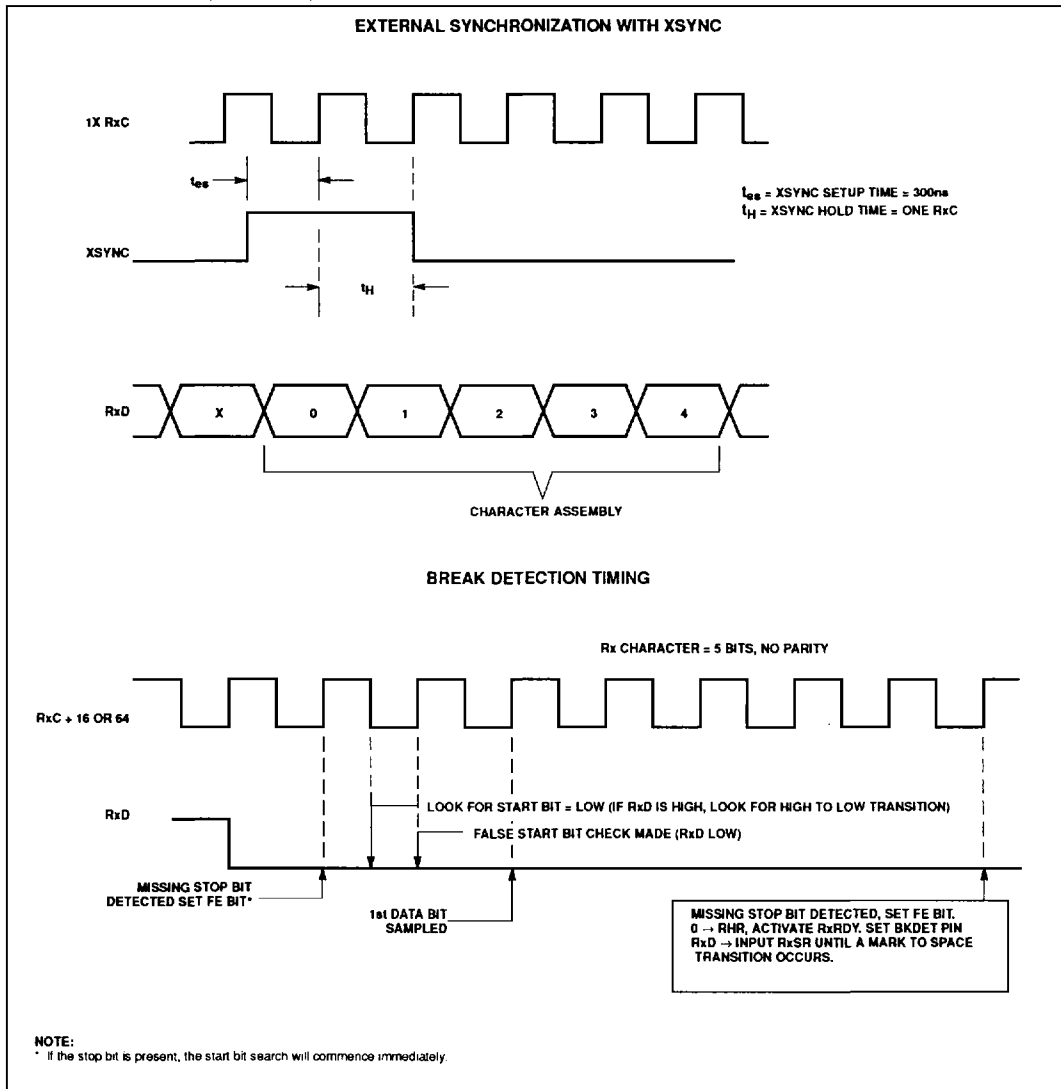 EXTERNAL SYNCHRONIZATION WITH XSYNC
1X RxC
tes
tes = XSYNC SETUP TIME = 300ns
tH = XSYNC HOLD TIME = ONE RxC
XSYNC
tH
RxD
X 0 1 2 3 4
CHARACTER ASSEMBLY
BREAK DETECTION TIMING
Rx CHARACTER = 5 BITS, NO PARITY
RxC + 16 OR 64
RxD
LOOK FOR START BIT = LOW (IF RxD IS HIGH, LOOK FOR HIGH TO LOW TRANSITION)
FALSE START BIT CHECK MADE (RxD LOW)
MISSING STOP BIT
DETECTED SET FE BIT*
1st DATA BIT
SAMPLED
MISSING STOP BIT DETECTED, SET FE BIT.
0 → RHR, ACTIVATE RxRDY. SET BKDET PIN
RxD → INPUT RxSR UNTIL A MARK TO SPACE
TRANSITION OCCURS.
NOTE:
* If the stop bit is present, the start bit search will commence immediately.